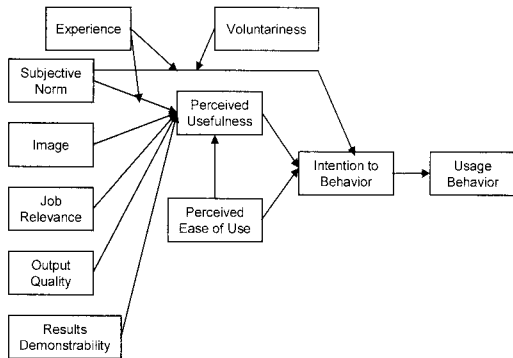 Experience
Voluntariness
Subjective
Norm
Perceived
Usefulness
Image
Intention to
Behavior
Usage
Behavior
Job
Relevance
Perceived
Ease of Use
Output
Quality
Results
Demonstrability